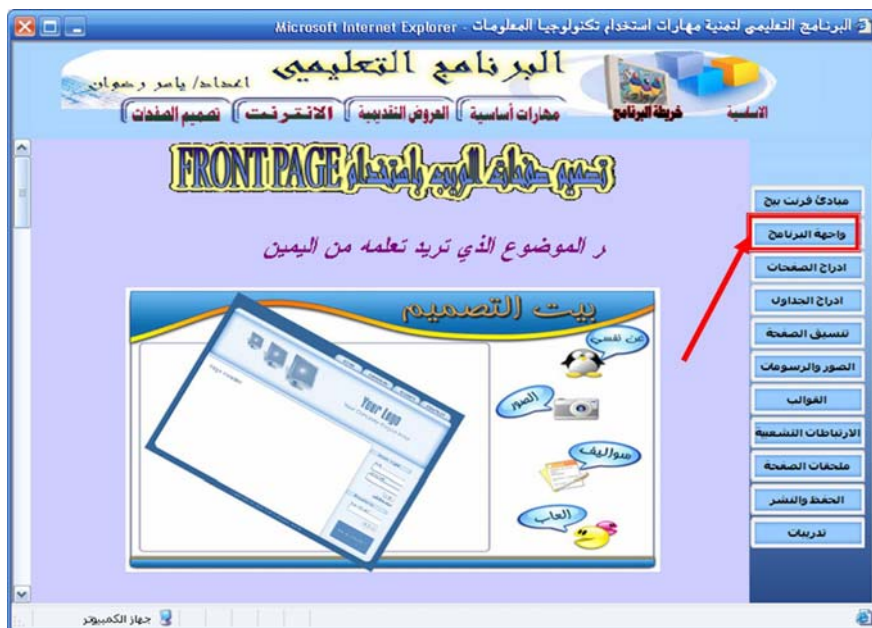 البرنامج التعليمي لتمنية مهارات استخدام تكنولوجيا المعلومات - Microsoft Internet Explorer
البرنامج التعليمي
اعداد/ ياسر رضوان
الاساسية
خريطة البرنامج
مهارات أساسية
العروض التقديمية
الانترنت
تصميم الصفحات
تصميم صفحات الويب باستخدام FRONT PAGE
ر الموضوع الذي تريد تعلمه من اليمين
مبادئ فرنت بيج
واجهة البرنامج
ادراج الصفحات
ادراج الجداول
تنسيق الصفحة
الصور والرسومات
القوالب
الارتباطات التشعبية
ملحقات الصفحة
الحفظ والنشر
تدريبات
بيت التصميم
عن نفسي
الصور
سواليف
العاب
Your Logo
جهاز الكمبيوتر